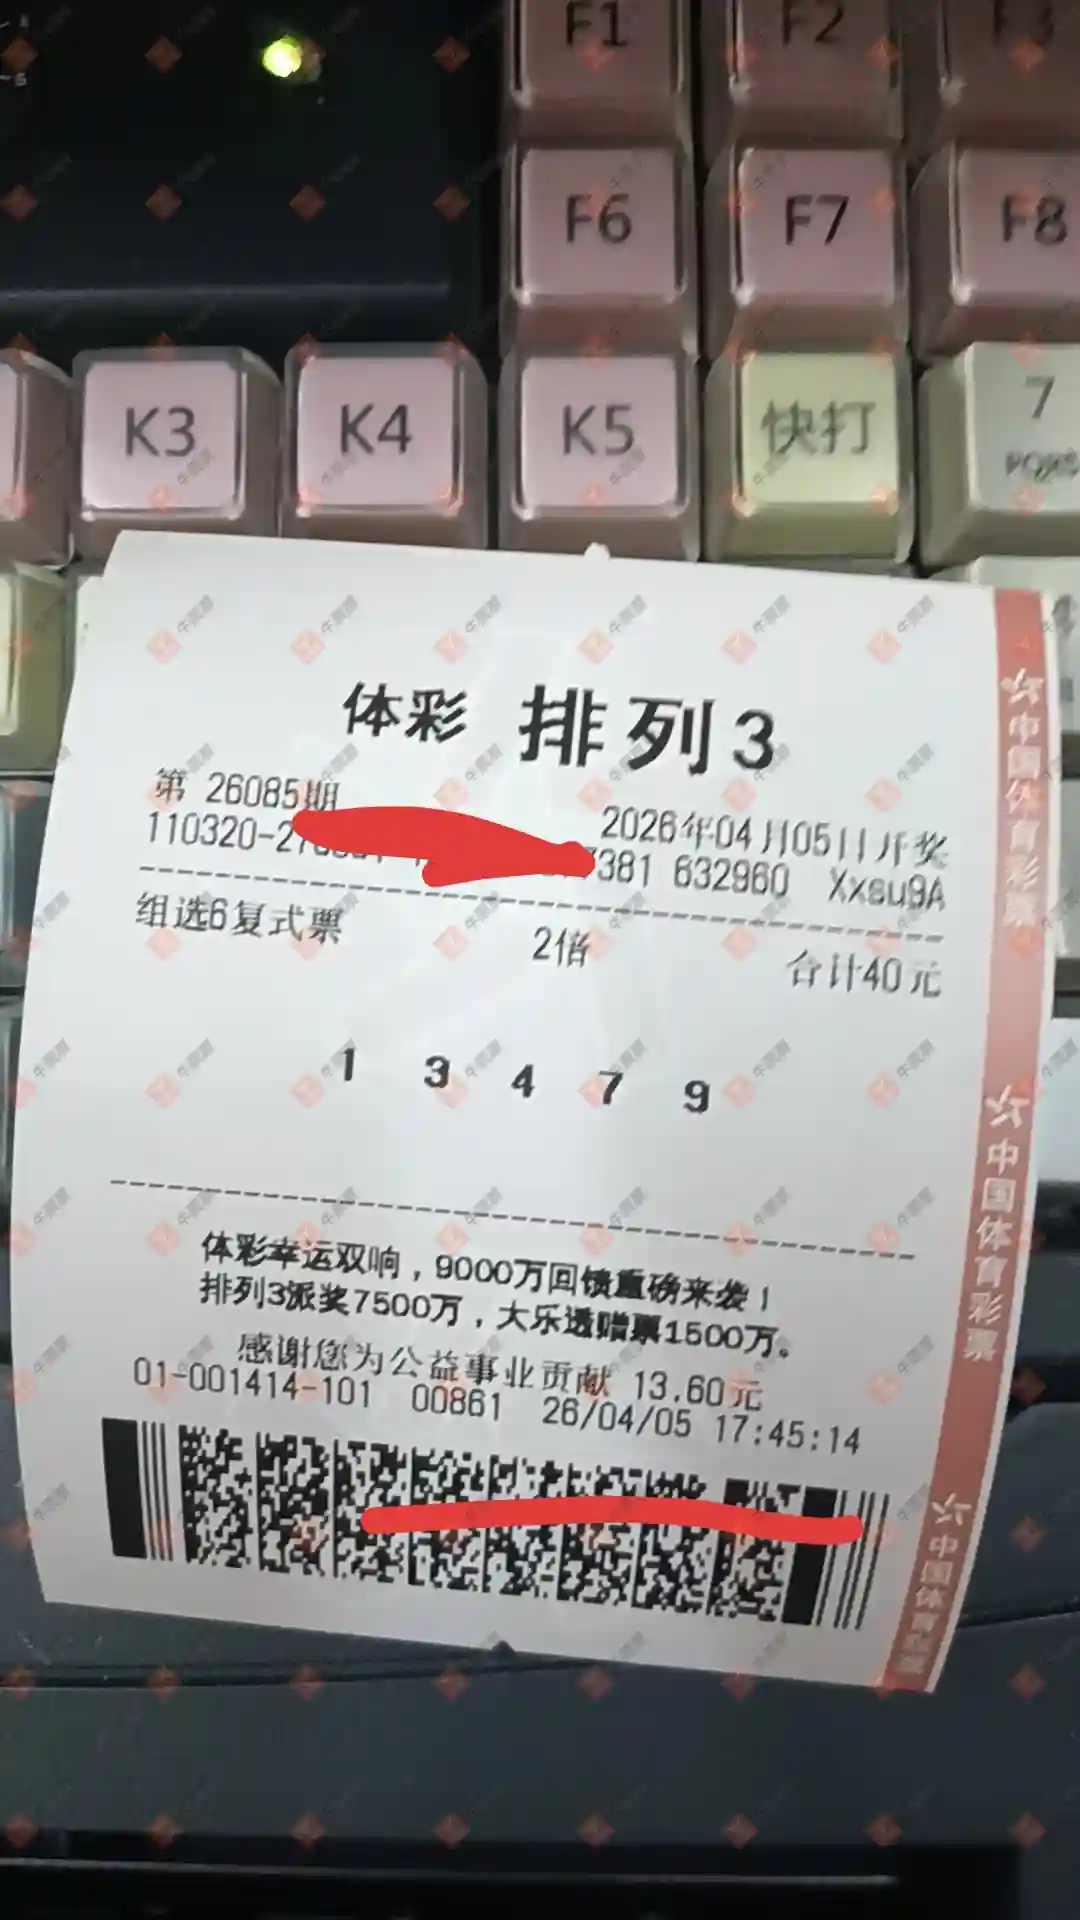 F1
F2
F3
F6
F7
F8
K3
K4
K5
快打
7
PQRS
体彩 排列3
第 26085期
2026年04月05日开奖
110320-2
7381 632960 Xxsu9A
组选6复式票
2倍
合计40元
1 3 4 7 9
体彩幸运双响，9000万回馈重磅来袭！
排列3派奖7500万，大乐透赠票1500万。
感谢您为公益事业贡献 13.60元
01-001414-101 00861 26/04/05 17:45:14
中国体育彩票
中国体育彩票
中国体育彩票